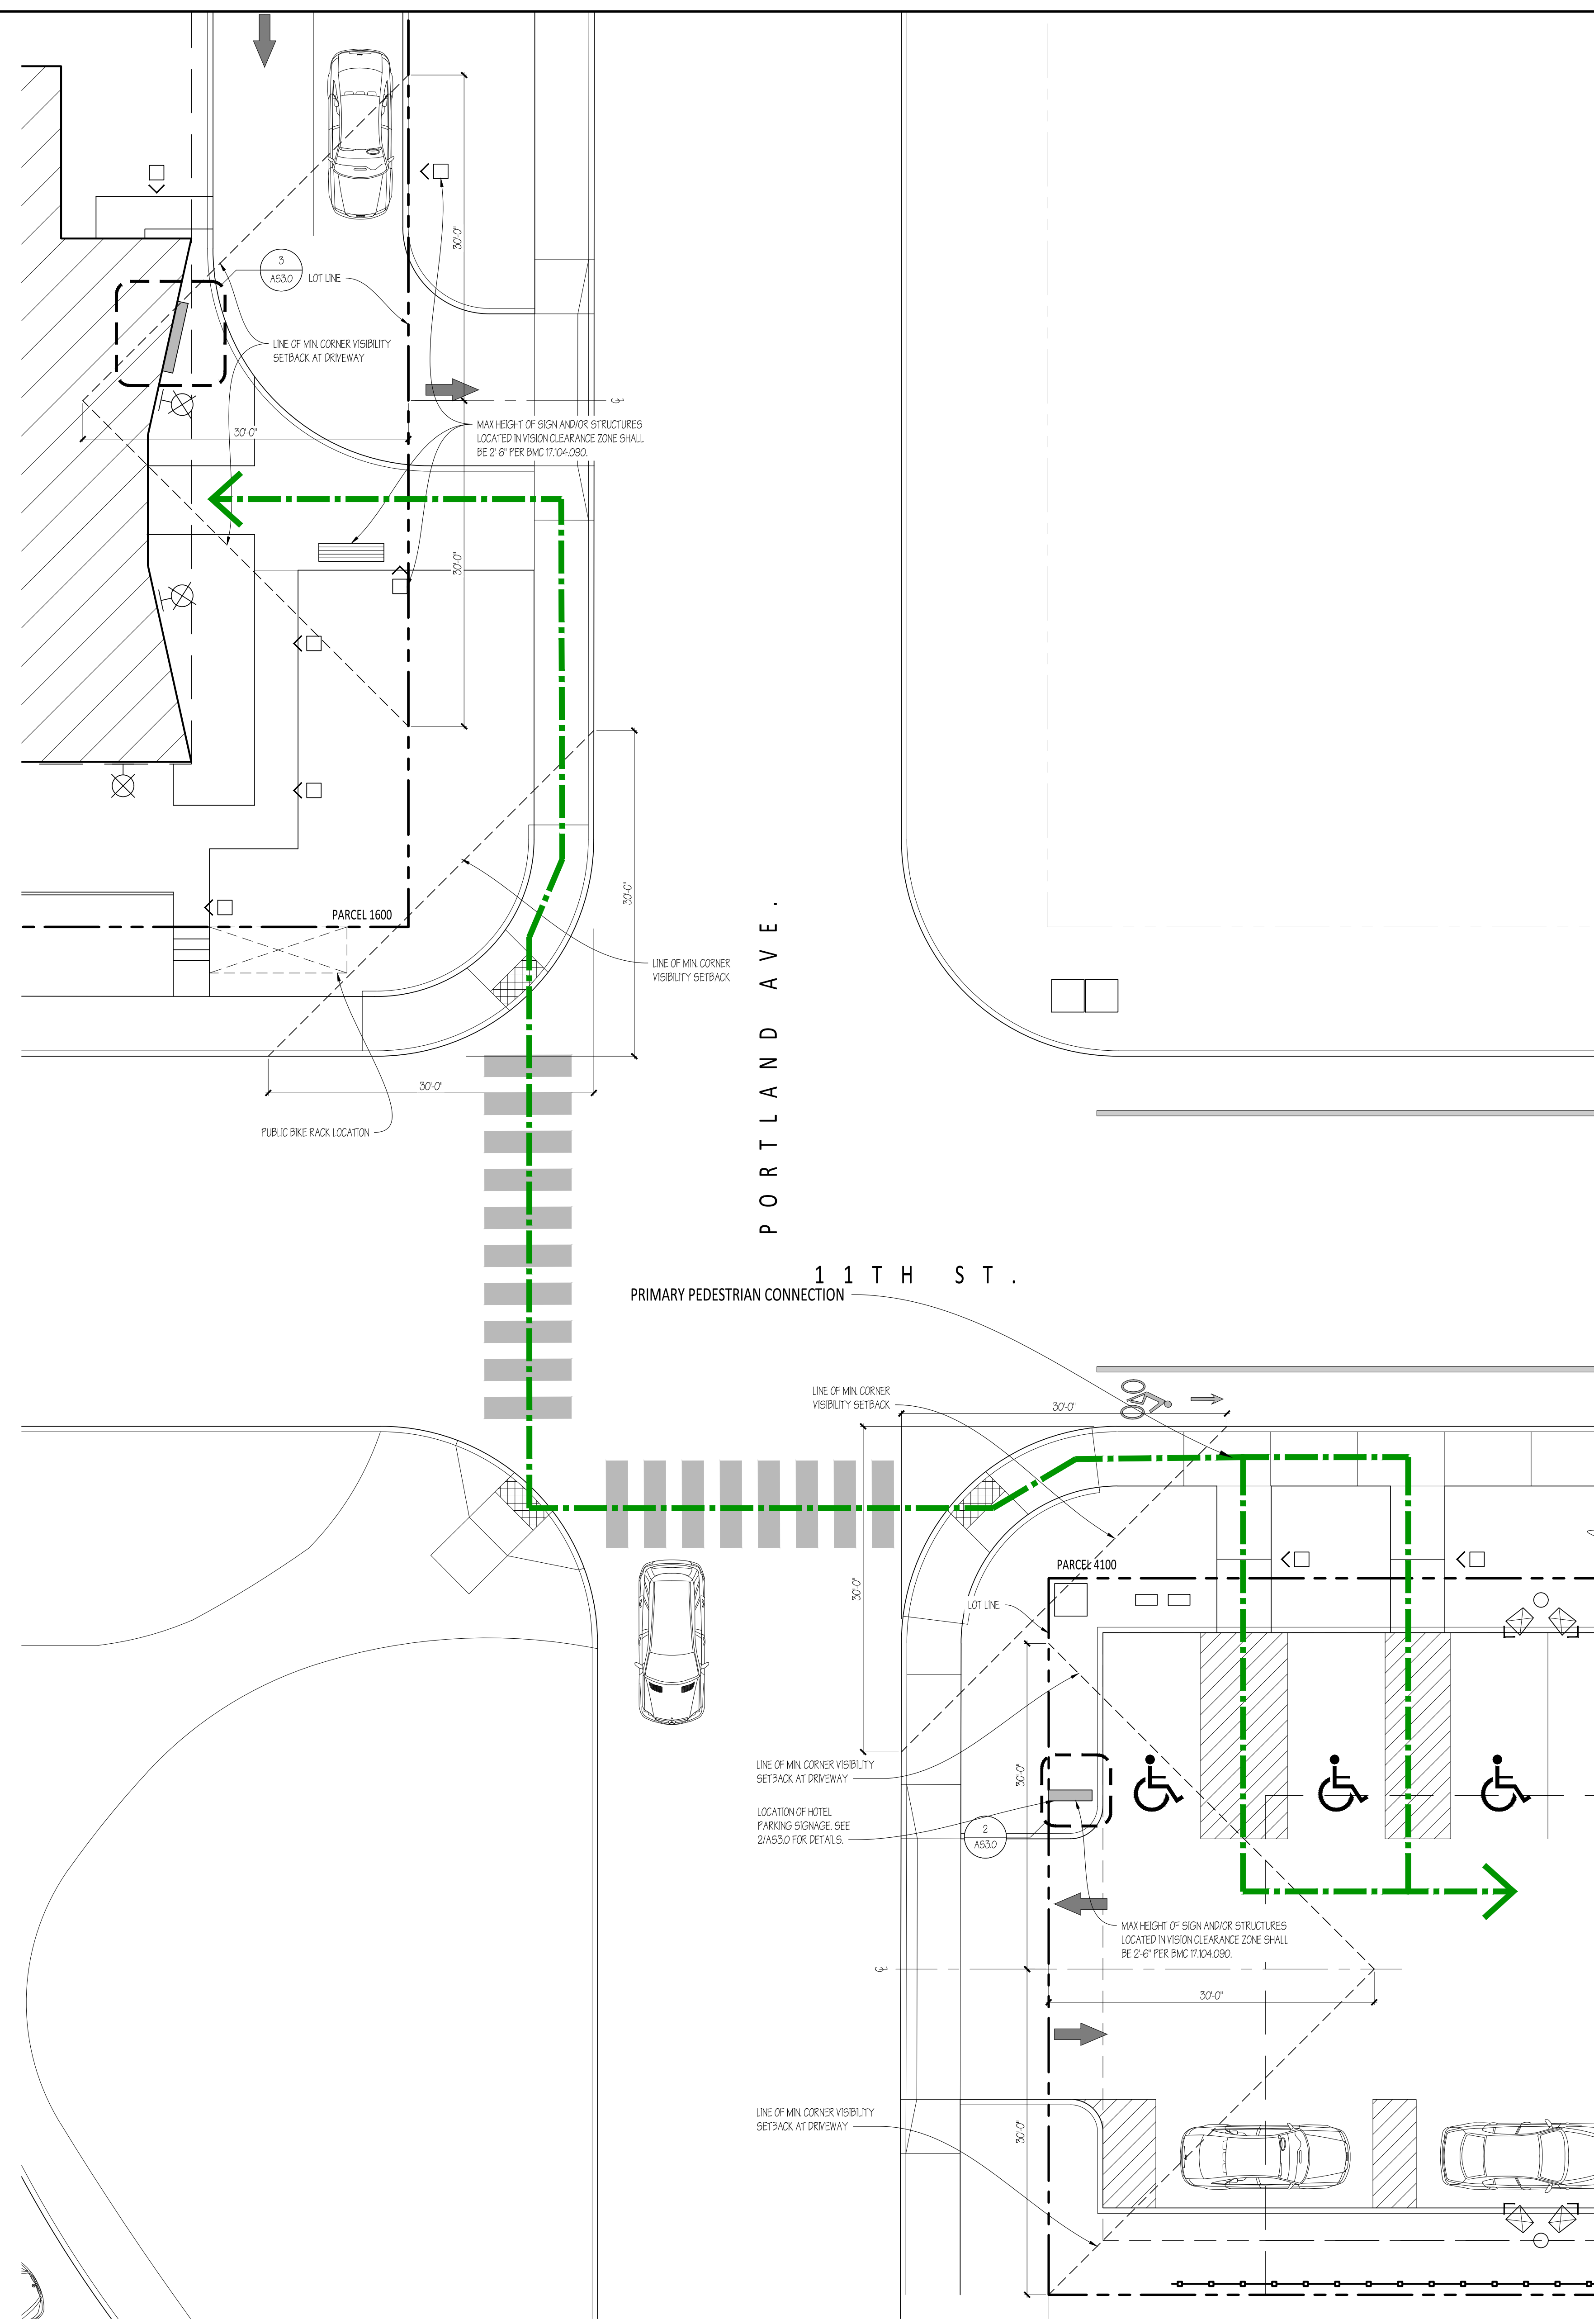 30'-0"
3
AS3.0
LOT LINE
LINE OF MIN. CORNER VISIBILITY
SETBACK AT DRIVEWAY
30'-0"
℄
MAX HEIGHT OF SIGN AND/OR STRUCTURES
LOCATED IN VISION CLEARANCE ZONE SHALL
BE 2'-6" PER BMC 17.104.090.
30'-0"
30'-0"
PARCEL 1600
LINE OF MIN. CORNER
VISIBILITY SETBACK
30'-0"
PUBLIC BIKE RACK LOCATION
PORTLAND AVE.
11TH ST.
PRIMARY PEDESTRIAN CONNECTION
LINE OF MIN. CORNER
VISIBILITY SETBACK
30'-0"
PARCEL 4100
30'-0"
LOT LINE
LINE OF MIN. CORNER VISIBILITY
SETBACK AT DRIVEWAY
30'-0"
LOCATION OF HOTEL
PARKING SIGNAGE. SEE
2/AS3.0 FOR DETAILS.
2
AS3.0
MAX HEIGHT OF SIGN AND/OR STRUCTURES
LOCATED IN VISION CLEARANCE ZONE SHALL
BE 2'-6" PER BMC 17.104.090.
℄
30'-0"
LINE OF MIN. CORNER VISIBILITY
SETBACK AT DRIVEWAY
30'-0"